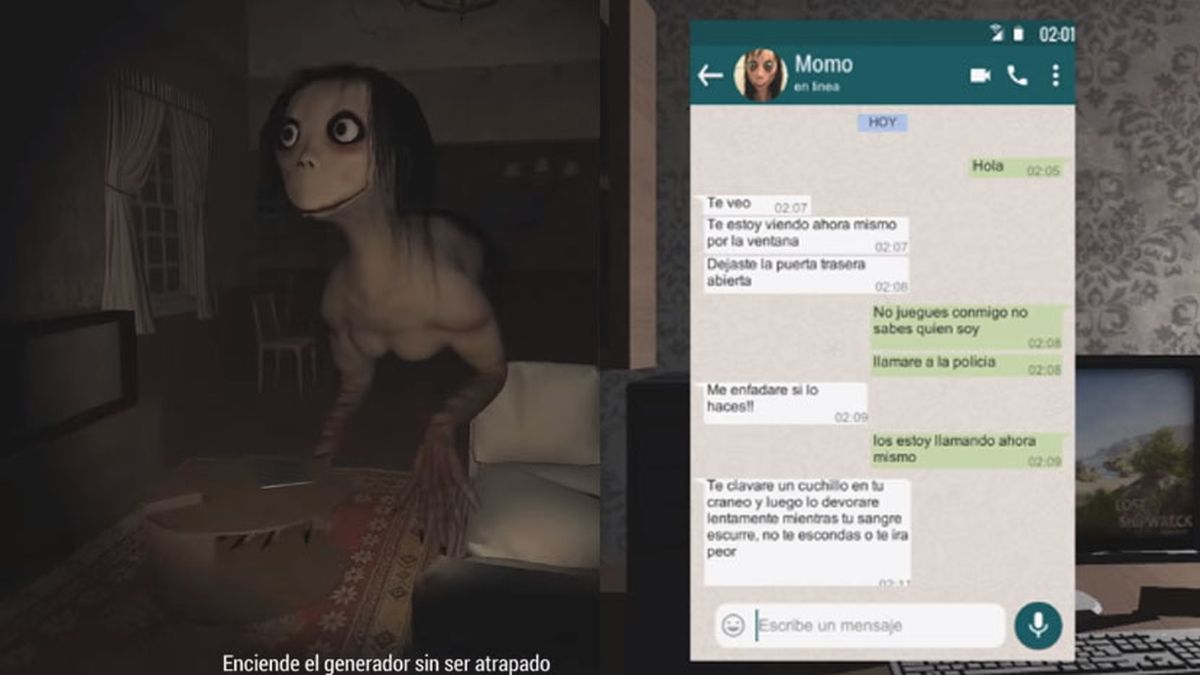 Enciende el generador sin ser atrapado
02:01
Momo
en linea
HOY
Hola 02:05
Te veo 02:07
Te estoy viendo ahora mismo
por la ventana
02:07
Dejaste la puerta trasera
abierta
02:08
No juegues conmigo no
sabes quien soy
02:08
llamare a la policia
02:08
Me enfadare si lo
haces!!
02:09
los estoy llamando ahora
mismo
02:09
Te clavare un cuchillo en tu
craneo y luego lo devorare
lentamente mientras tu sangre
escurre, no te escondas o te ira
peor
02:11
Escribe un mensaje
LOST
SHIPWRECK